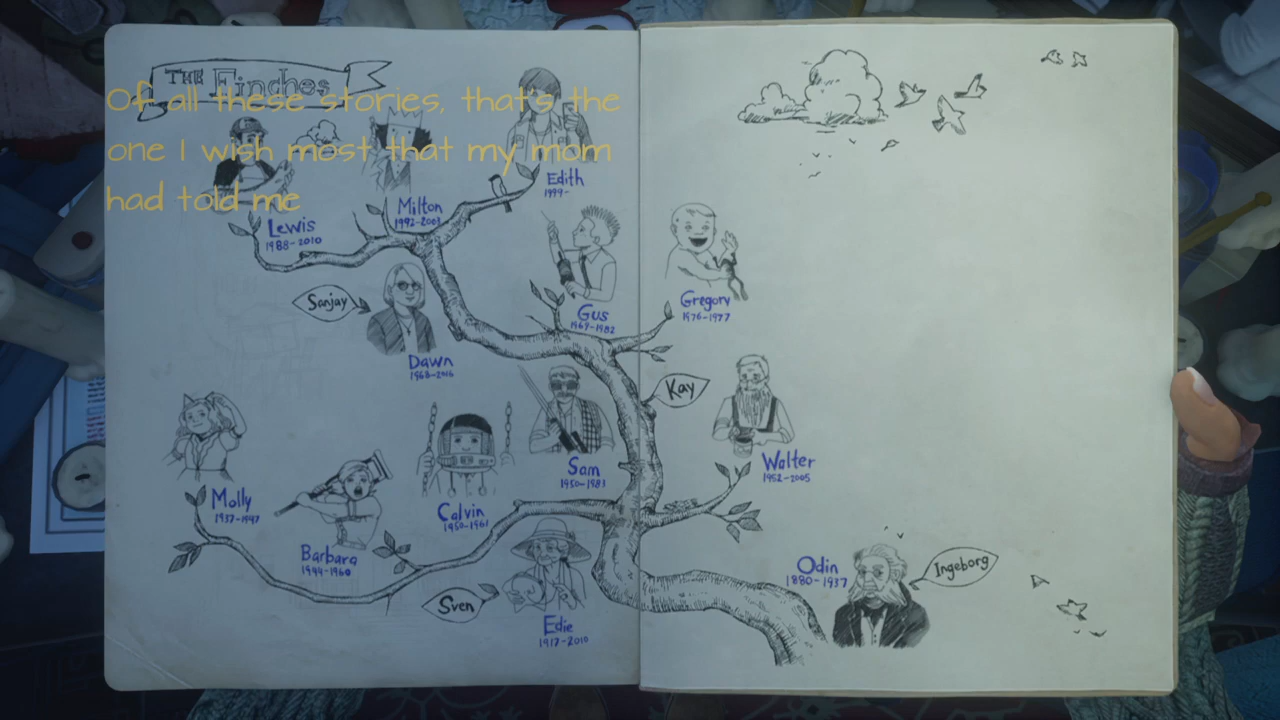 THE Finches
Of all these stories, that's the
one I wish most that my mom
had told me
Edith
1999-
Milton
1992-2003
Lewis
1988-2010
Sanjay
Gus
1969-1982
Gregory
1976-1977
Dawn
1968-2016
Kay
Sam
1950-1983
Walter
1952-2005
Molly
1937-1947
Calvin
1950-1961
Barbara
1944-1960
Odin
1880-1937
Ingeborg
Sven
Edie
1917-2010